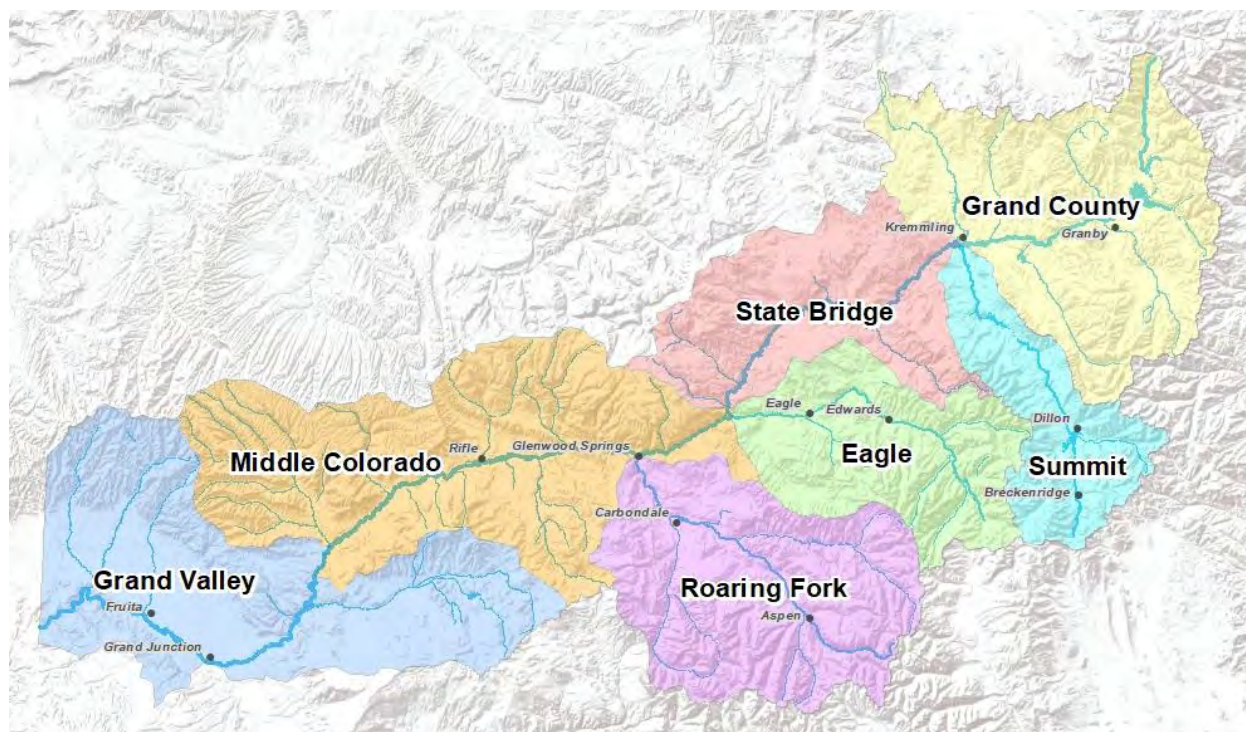 Grand County
Kremmling
Granby
State Bridge
Eagle
Edwards
Dillon
Glenwood Springs
Rifle
Middle Colorado
Eagle
Summit
Breckenridge
Carbondale
Grand Valley
Roaring Fork
Fruita
Aspen
Grand Junction